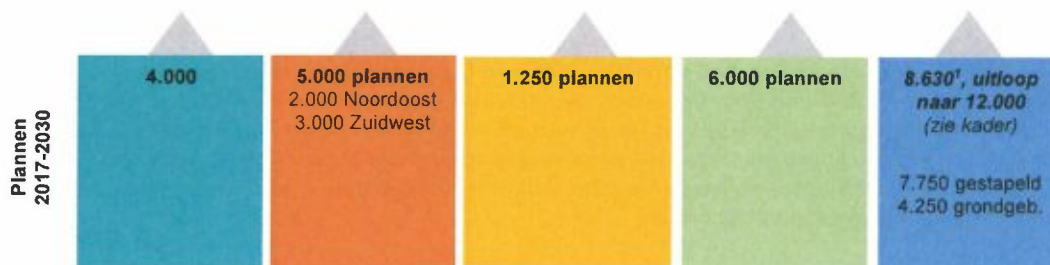 Plannen
2017-2030
4.000
5.000 plannen
2.000 Noordoost
3.000 Zuidwest
1.250 plannen
6.000 plannen
8.630¹, uitloop
naar 12.000
(zie kader)
7.750 gestapeld
4.250 grondgeb.